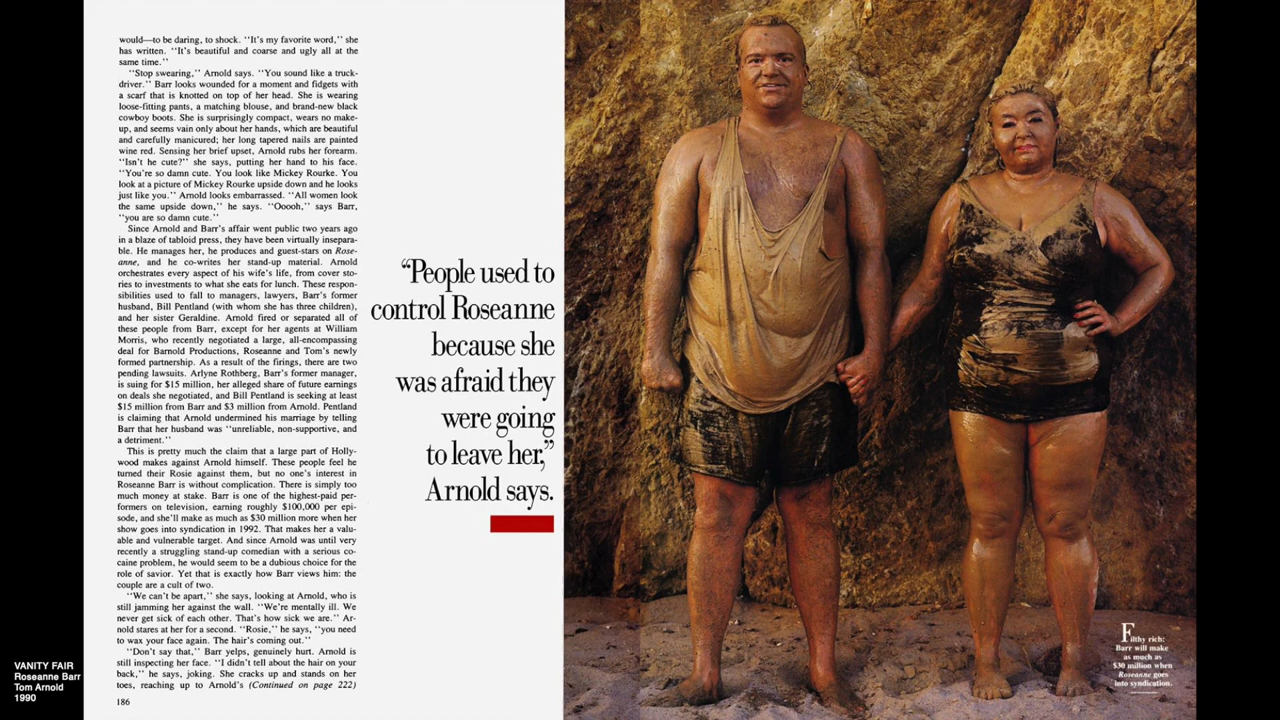 would—to be daring, to shock. ‘‘It's my favorite word,’’ she
has written. ‘‘It's beautiful and coarse and ugly all at the
same time.’’
‘‘Stop swearing,’’ Arnold says. ‘‘You sound like a truck-
driver.’’ Barr looks wounded for a moment and fidgets with
a scarf that is knotted on top of her head. She is wearing
loose-fitting pants, a matching blouse, and brand-new black
cowboy boots. She is surprisingly compact, wears no make-
up, and seems vain only about her hands, which are beautiful
and carefully manicured; her long tapered nails are painted
wine red. Sensing her brief upset, Arnold rubs her forearm.
‘‘Isn't he cute?’’ she says, putting her hand to his face.
‘‘You're so damn cute. You look like Mickey Rourke. You
look at a picture of Mickey Rourke upside down and he looks
just like you.’’ Arnold looks embarrassed. ‘‘All women look
the same upside down,’’ he says. ‘‘Ooooh,’’ says Barr,
‘‘you are so damn cute.’’
Since Arnold and Barr's affair went public two years ago
in a blaze of tabloid press, they have been virtually insepara-
ble. He manages her, he produces and guest-stars on Rose-
anne, and he co-writes her stand-up material. Arnold
orchestrates every aspect of his wife's life, from cover sto-
ries to investments to what she eats for lunch. These respon-
sibilities used to fall to managers, lawyers, Barr's former
husband, Bill Pentland (with whom she has three children),
and her sister Geraldine. Arnold fired or separated all of
these people from Barr, except for her agents at William
Morris, who recently negotiated a large, all-encompassing
deal for Barnold Productions, Roseanne and Tom's newly
formed partnership. As a result of the firings, there are two
pending lawsuits. Arlyne Rothberg, Barr's former manager,
is suing for $15 million, her alleged share of future earnings
on deals she negotiated, and Bill Pentland is seeking at least
$15 million from Barr and $3 million from Arnold. Pentland
is claiming that Arnold undermined his marriage by telling
Barr that her husband was ‘‘unreliable, non-supportive, and
a detriment.’’
This is pretty much the claim that a large part of Holly-
wood makes against Arnold himself. These people feel he
turned their Rosie against them, but no one's interest in
Roseanne Barr is without complication. There is simply too
much money at stake. Barr is one of the highest-paid per-
formers on television, earning roughly $100,000 per epi-
sode, and she'll make as much as $30 million more when her
show goes into syndication in 1992. That makes her a valu-
able and vulnerable target. And since Arnold was until very
recently a struggling stand-up comedian with a serious co-
caine problem, he would seem to be a dubious choice for the
role of savior. Yet that is exactly how Barr views him: the
couple are a cult of two.
‘‘We can't be apart,’’ she says, looking at Arnold, who is
still jamming her against the wall. ‘‘We're mentally ill. We
never get sick of each other. That's how sick we are.’’ Ar-
nold stares at her for a second. ‘‘Rosie,’’ he says, ‘‘you need
to wax your face again. The hair's coming out.’’
‘‘Don't say that,’’ Barr yelps, genuinely hurt. Arnold is
still inspecting her face. ‘‘I didn't tell about the hair on your
back,’’ he says, joking. She cracks up and stands on her
toes, reaching up to Arnold's (Continued on page 222)
186
“People used to
control Roseanne
because she
was afraid they
were going
to leave her,”
Arnold says.
Filthy rich:
Barr will make
as much as
$30 million when
Roseanne goes
into syndication.
VANITY FAIR
Roseanne Barr
Tom Arnold
1990